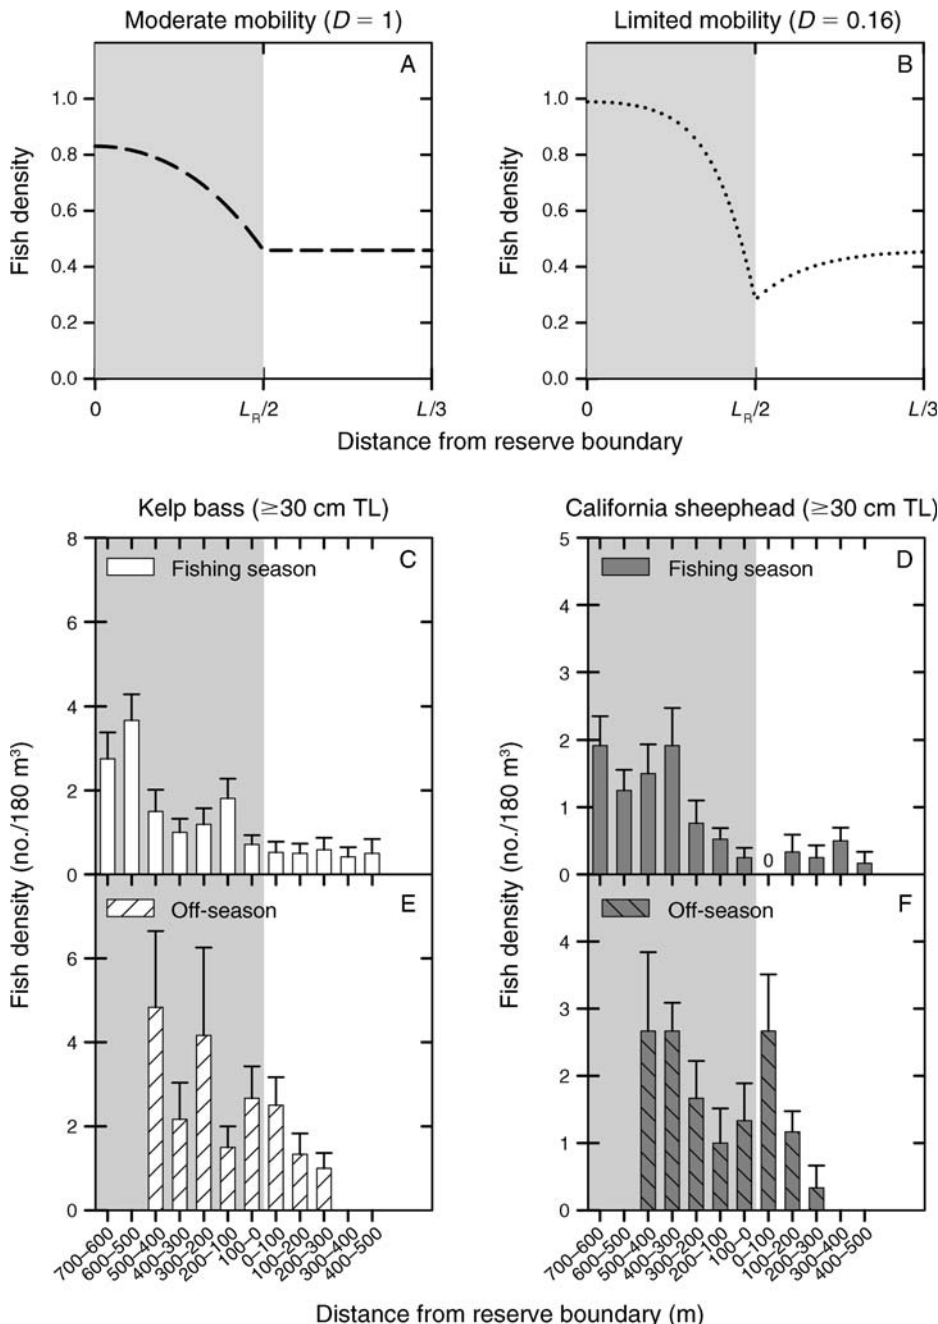 Moderate mobility (D = 1)
Limited mobility (D = 0.16)
A
B
Fish density
1.0
0.8
0.6
0.4
0.2
0.0
Fish density
1.0
0.8
0.6
0.4
0.2
0.0
0
L_R/2
L/3
0
L_R/2
L/3
Distance from reserve boundary
Kelp bass (≥30 cm TL)
California sheephead (≥30 cm TL)
Fishing season
C
8
6
4
2
0
Fishing season
D
5
4
3
2
1
0
0
Fish density (no./180 m³)
Fish density (no./180 m³)
Off-season
E
6
4
2
0
Off-season
F
4
3
2
1
0
700–600
600–500
500–400
400–300
300–200
200–100
100–0
0–100
100–200
200–300
300–400
400–500
700–600
600–500
500–400
400–300
300–200
200–100
100–0
0–100
100–200
200–300
300–400
400–500
Distance from reserve boundary (m)